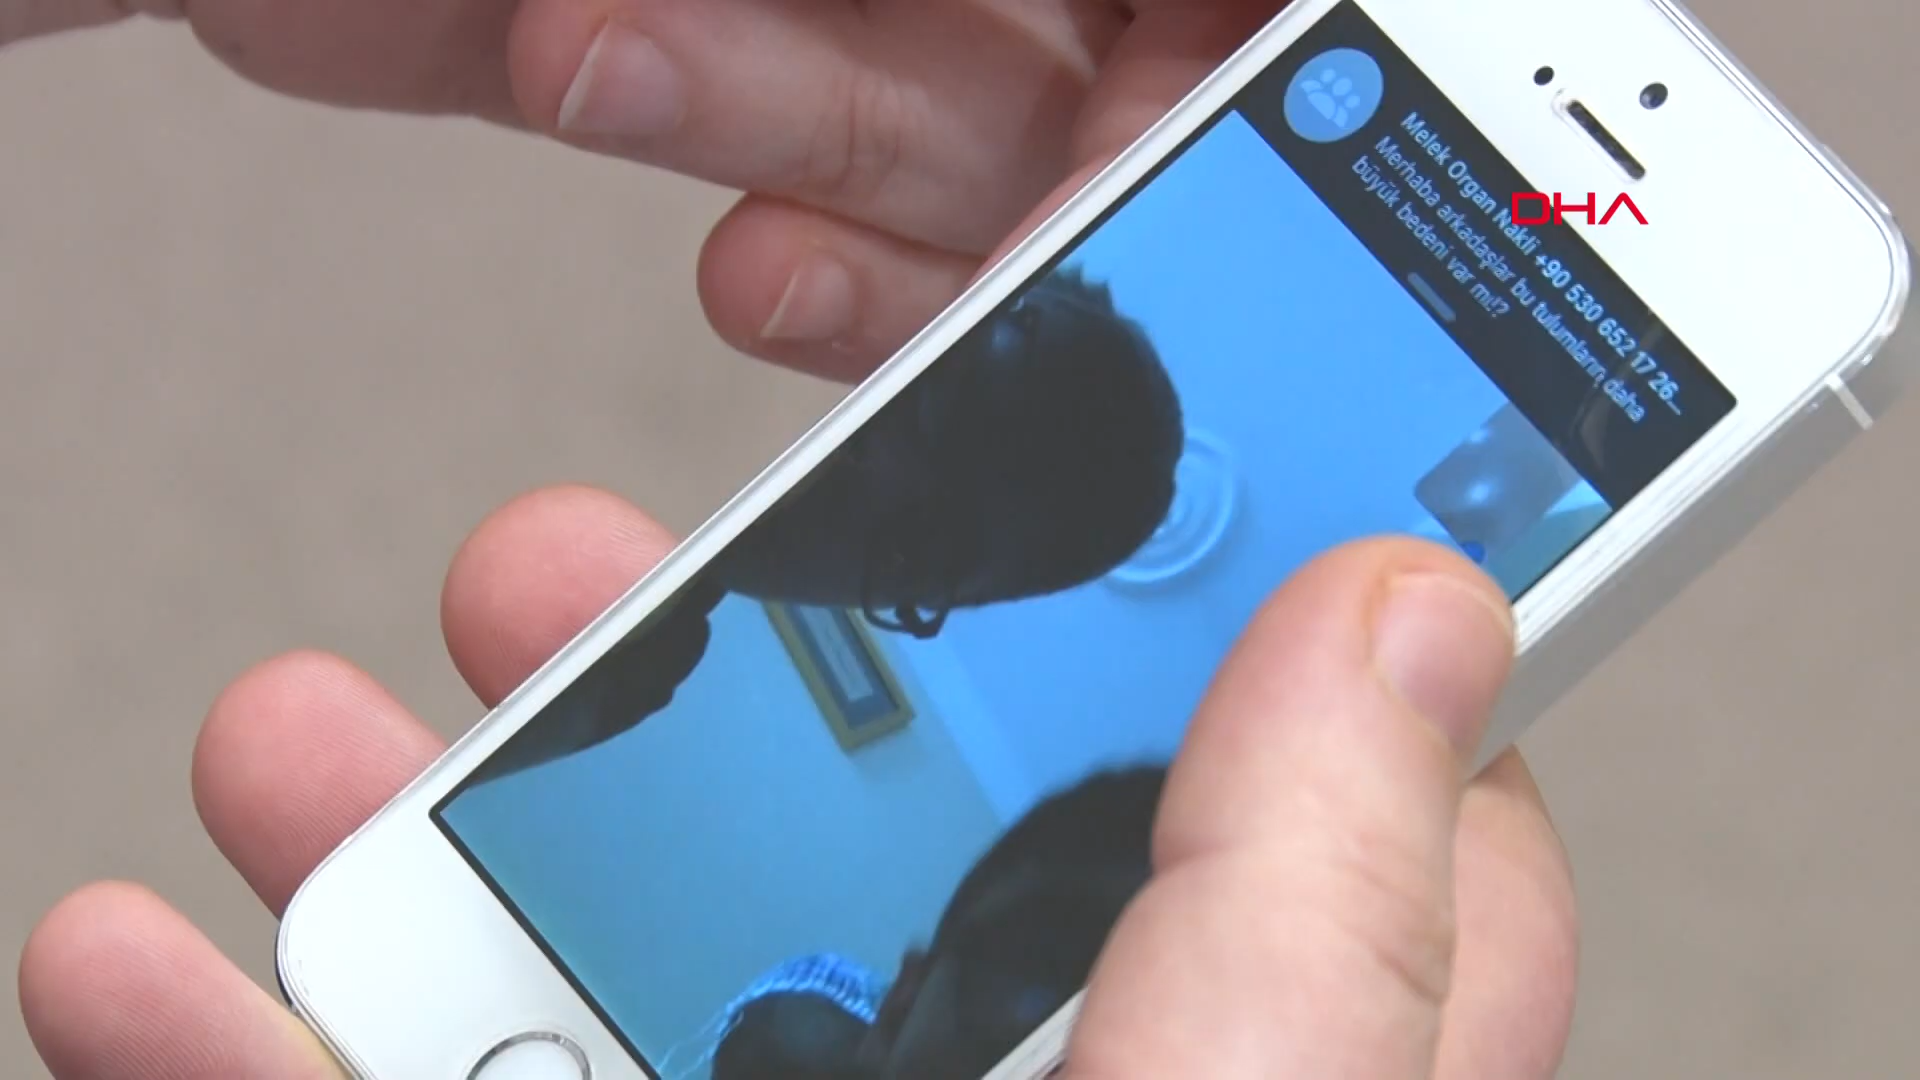 Melek Organ Nakli +90 530 652 17 26...
Merhaba arkadaşlar bu tulumların daha
büyük bedeni var mı!?
DHA